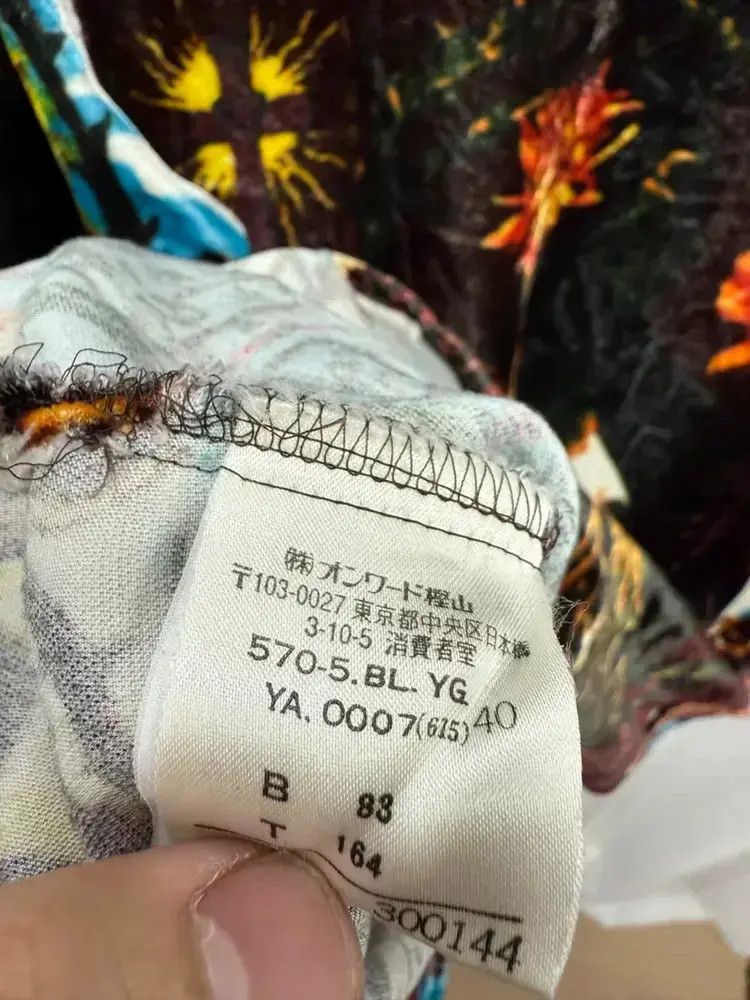 ㈱オンワード樫山
〒103-0027 東京都中央区日本橋
3-10-5 消費者室
570-5.BL.YG
YA.0007(615)40
B 83
T 164
300144